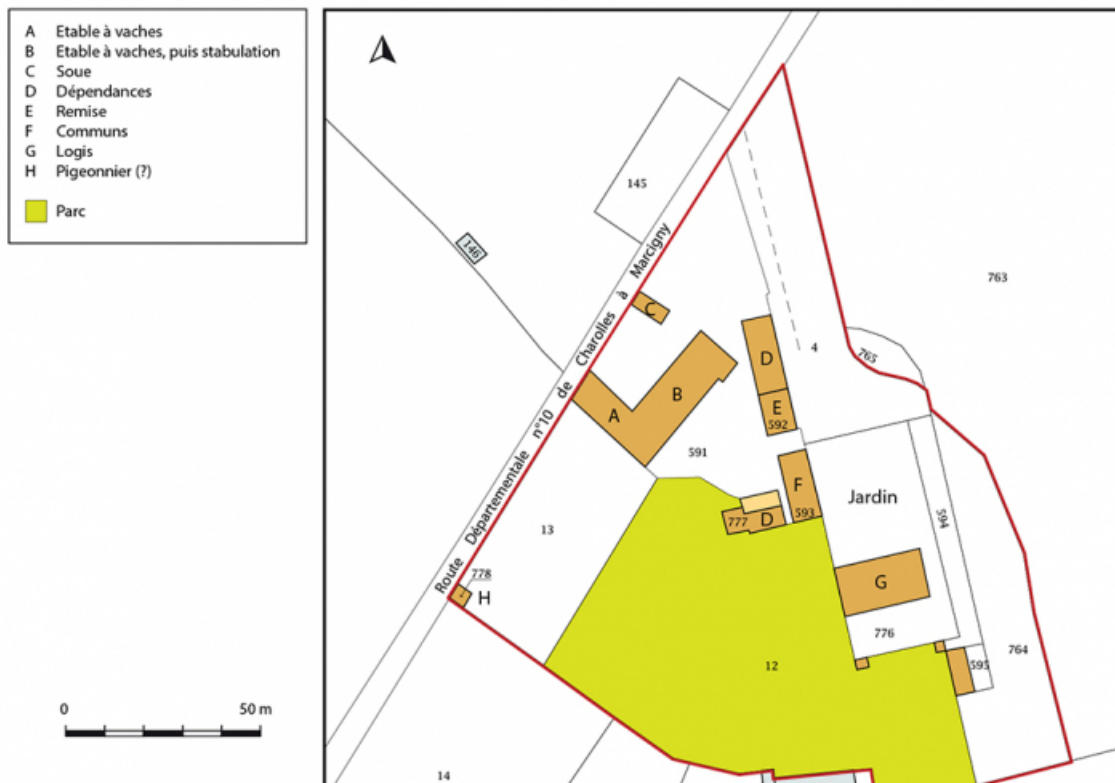 A Etable à vaches
B Etable à vaches, puis stabulation
C Soue
D Dépendances
E Remise
F Communs
G Logis
H Pigeonnier (?)
Parc
0 50 m
145
146
763
Route Départementale n°10 de Charolles à Marcigny
C
D
4
765
A
B
E
592
591
F
Jardin
593
594
777
D
13
778
H
G
776
12
595
764
14